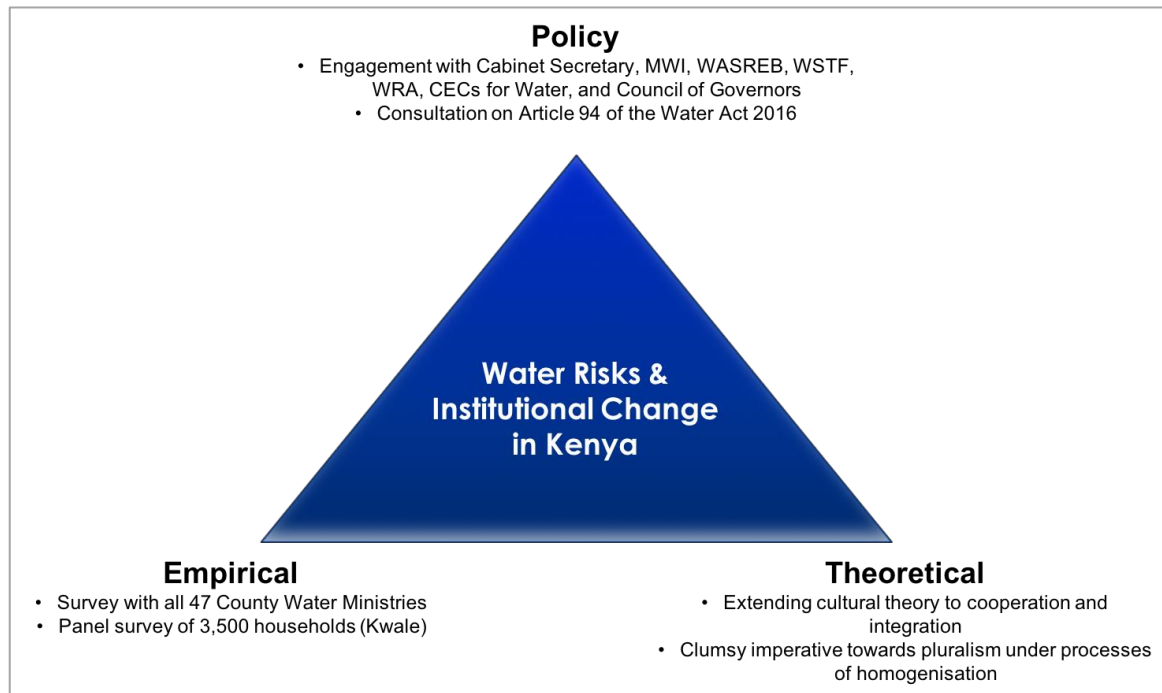 Policy
• Engagement with Cabinet Secretary, MWI, WASREB, WSTF,
WRA, CECs for Water, and Council of Governors
• Consultation on Article 94 of the Water Act 2016
Water Risks &
Institutional Change
in Kenya
Empirical
• Survey with all 47 County Water Ministries
• Panel survey of 3,500 households (Kwale)
Theoretical
• Extending cultural theory to cooperation and
integration
• Clumsy imperative towards pluralism under processes
of homogenisation